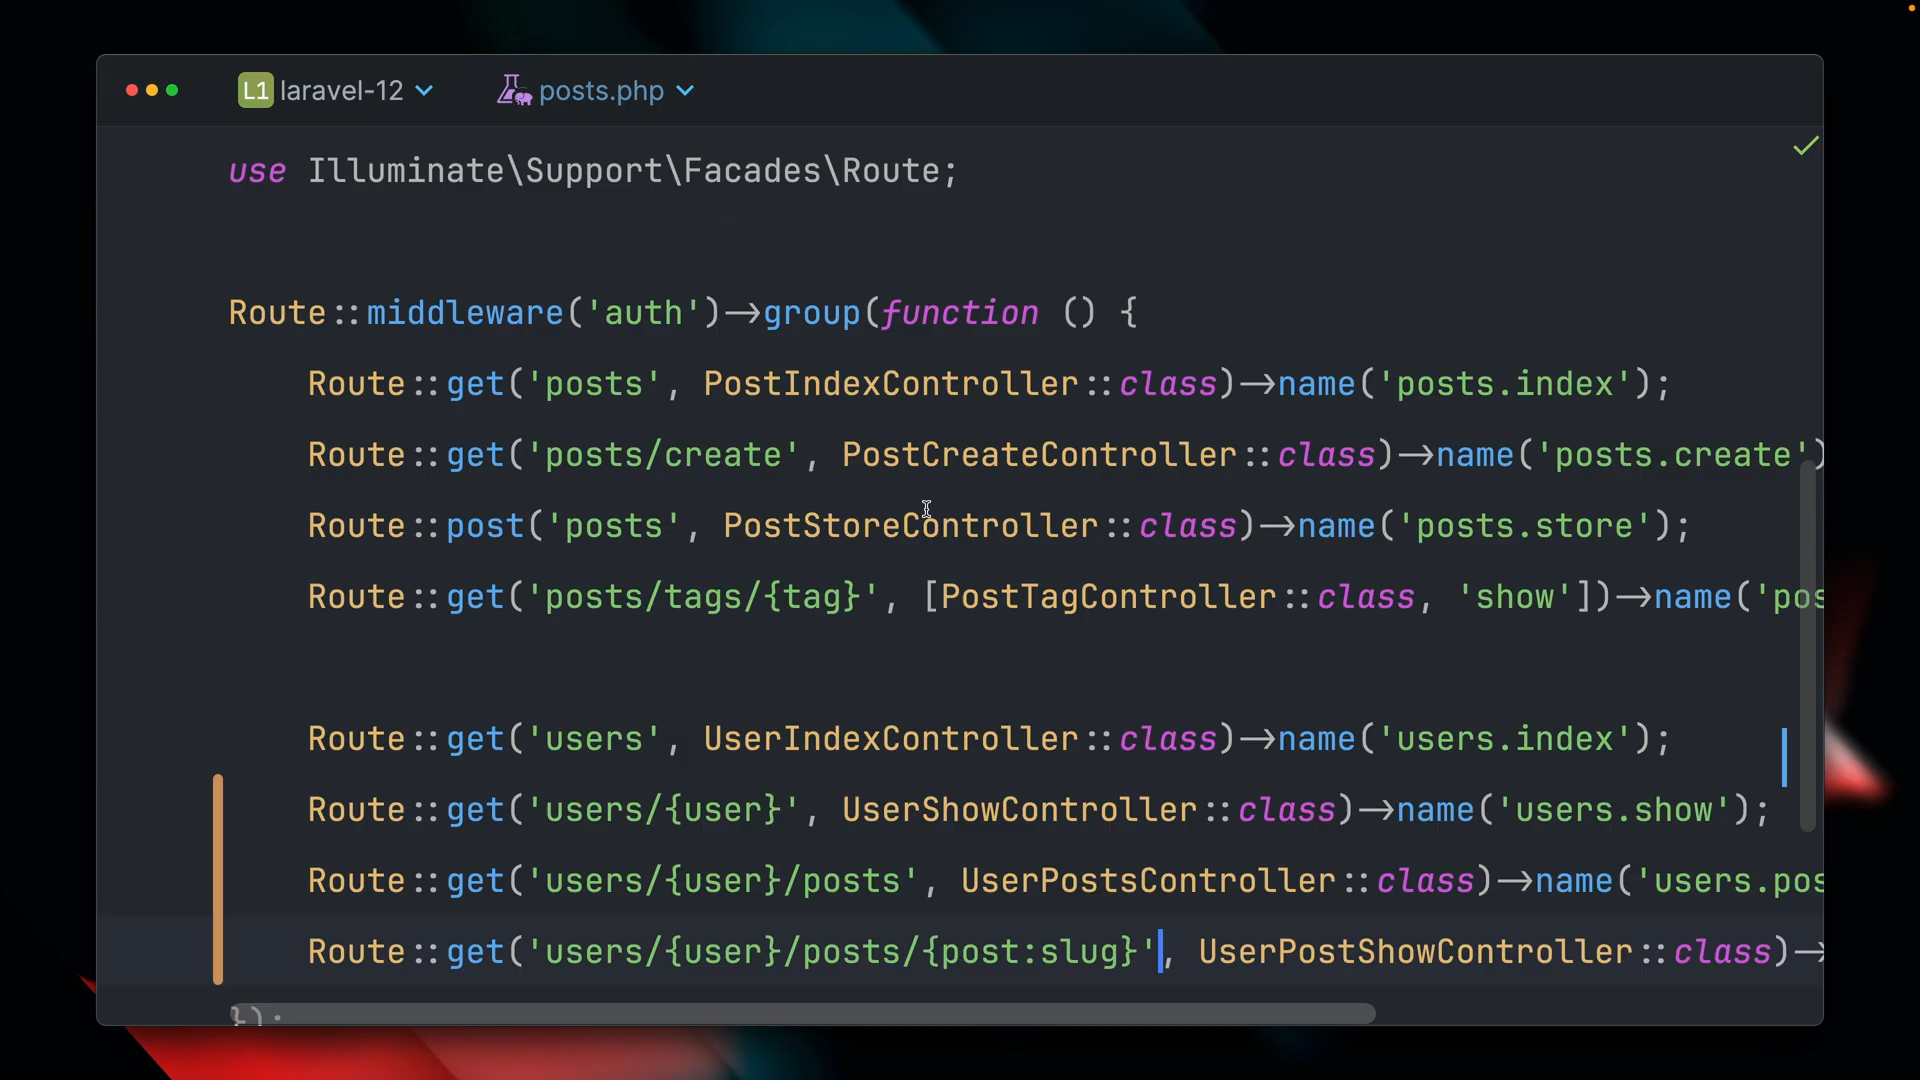 L1 laravel-12 posts.php
use Illuminate\Support\Facades\Route;
Route::middleware('auth')->group(function () {
Route::get('posts', PostIndexController::class)->name('posts.index');
Route::get('posts/create', PostCreateController::class)->name('posts.create')
Route::post('posts', PostStoreController::class)->name('posts.store');
Route::get('posts/tags/{tag}', [PostTagController::class, 'show'])->name('pos
Route::get('users', UserIndexController::class)->name('users.index');
Route::get('users/{user}', UserShowController::class)->name('users.show');
Route::get('users/{user}/posts', UserPostsController::class)->name('users.pos
Route::get('users/{user}/posts/{post:slug}', UserPostShowController::class)->
});